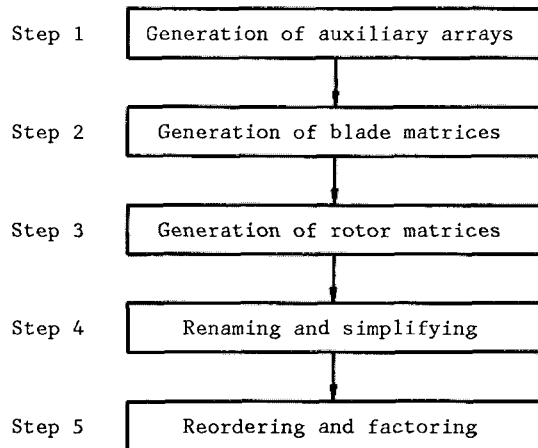 Step 1 Generation of auxiliary arrays
Step 2 Generation of blade matrices
Step 3 Generation of rotor matrices
Step 4 Renaming and simplifying
Step 5 Reordering and factoring